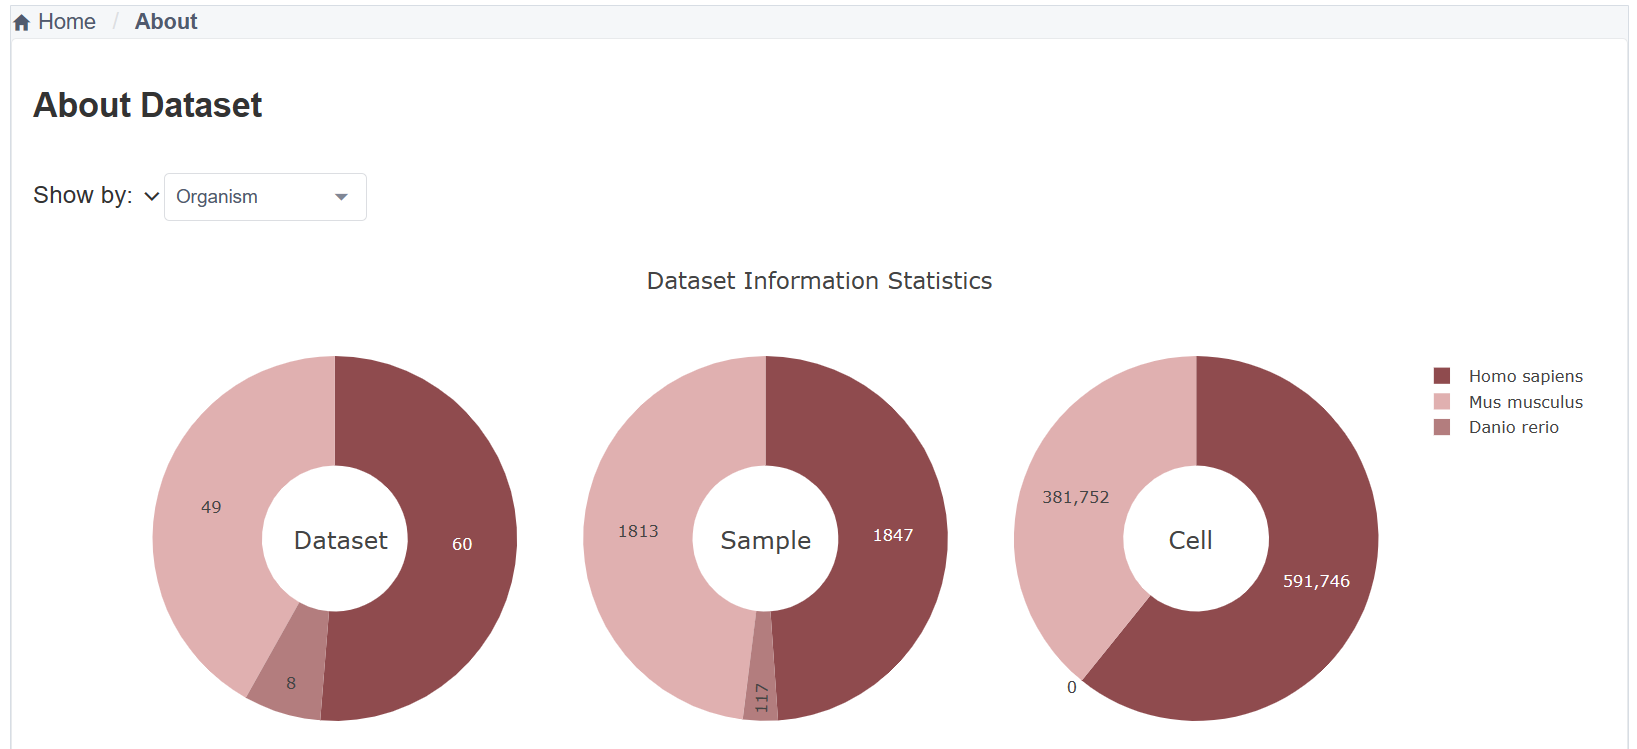 Home / About
About Dataset
Show by: Organism
Dataset Information Statistics
Homo sapiens
Mus musculus
Danio rerio
49
Dataset
60
8
1813
Sample
1847
117
381,752
Cell
591,746
0